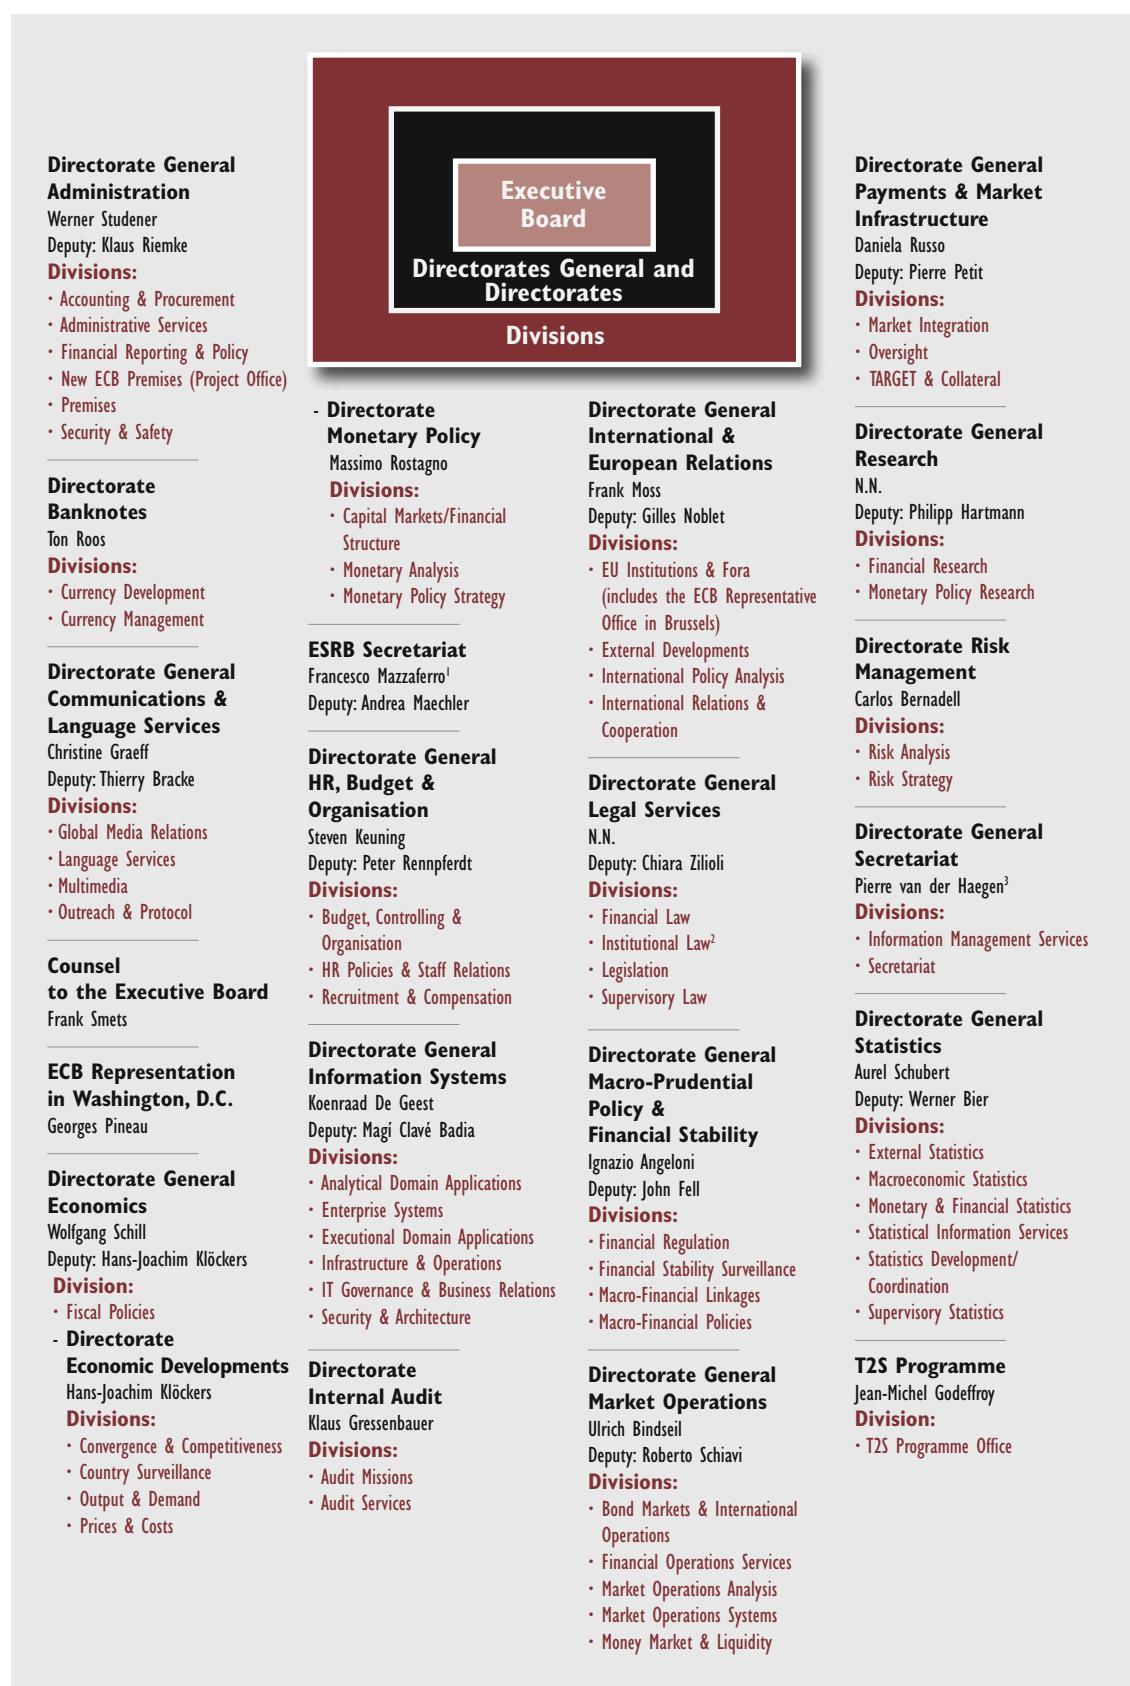 Executive
Board
Directorates General and
Directorates
Divisions
Directorate General
Administration
Werner Studener
Deputy: Klaus Riemke
Divisions:
• Accounting & Procurement
• Administrative Services
• Financial Reporting & Policy
• New ECB Premises (Project Office)
• Premises
• Security & Safety
Directorate
Banknotes
Ton Roos
Divisions:
• Currency Development
• Currency Management
Directorate General
Communications &
Language Services
Christine Graeff
Deputy: Thierry Bracke
Divisions:
• Global Media Relations
• Language Services
• Multimedia
• Outreach & Protocol
Counsel
to the Executive Board
Frank Smets
ECB Representation
in Washington, D.C.
Georges Pineau
Directorate General
Economics
Wolfgang Schill
Deputy: Hans-Joachim Klöckers
Division:
• Fiscal Policies
- Directorate
Economic Developments
Hans-Joachim Klöckers
Divisions:
• Convergence & Competitiveness
• Country Surveillance
• Output & Demand
• Prices & Costs
- Directorate
Monetary Policy
Massimo Rostagno
Divisions:
• Capital Markets/Financial
Structure
• Monetary Analysis
• Monetary Policy Strategy
ESRB Secretariat
Francesco Mazzaferro¹
Deputy: Andrea Maechler
Directorate General
HR, Budget &
Organisation
Steven Keuning
Deputy: Peter Rennpferdt
Divisions:
• Budget, Controlling &
Organisation
• HR Policies & Staff Relations
• Recruitment & Compensation
Directorate General
Information Systems
Koenraad De Geest
Deputy: Magí Clavé Badia
Divisions:
• Analytical Domain Applications
• Enterprise Systems
• Executional Domain Applications
• Infrastructure & Operations
• IT Governance & Business Relations
• Security & Architecture
Directorate
Internal Audit
Klaus Gressenbauer
Divisions:
• Audit Missions
• Audit Services
Directorate General
International &
European Relations
Frank Moss
Deputy: Gilles Noblet
Divisions:
• EU Institutions & Fora
(includes the ECB Representative
Office in Brussels)
• External Developments
• International Policy Analysis
• International Relations &
Cooperation
Directorate General
Legal Services
N.N.
Deputy: Chiara Zilioli
Divisions:
• Financial Law
• Institutional Law²
• Legislation
• Supervisory Law
Directorate General
Macro-Prudential
Policy &
Financial Stability
Ignazio Angeloni
Deputy: John Fell
Divisions:
• Financial Regulation
• Financial Stability Surveillance
• Macro-Financial Linkages
• Macro-Financial Policies
Directorate General
Market Operations
Ulrich Bindseil
Deputy: Roberto Schiavi
Divisions:
• Bond Markets & International
Operations
• Financial Operations Services
• Market Operations Analysis
• Market Operations Systems
• Money Market & Liquidity
Directorate General
Payments & Market
Infrastructure
Daniela Russo
Deputy: Pierre Petit
Divisions:
• Market Integration
• Oversight
• TARGET & Collateral
Directorate General
Research
N.N.
Deputy: Philipp Hartmann
Divisions:
• Financial Research
• Monetary Policy Research
Directorate Risk
Management
Carlos Bernadell
Divisions:
• Risk Analysis
• Risk Strategy
Directorate General
Secretariat
Pierre van der Haegen³
Divisions:
• Information Management Services
• Secretariat
Directorate General
Statistics
Aurel Schubert
Deputy: Werner Bier
Divisions:
• External Statistics
• Macroeconomic Statistics
• Monetary & Financial Statistics
• Statistical Information Services
• Statistics Development/
Coordination
• Supervisory Statistics
T2S Programme
Jean-Michel Godeffroy
Division:
• T2S Programme Office